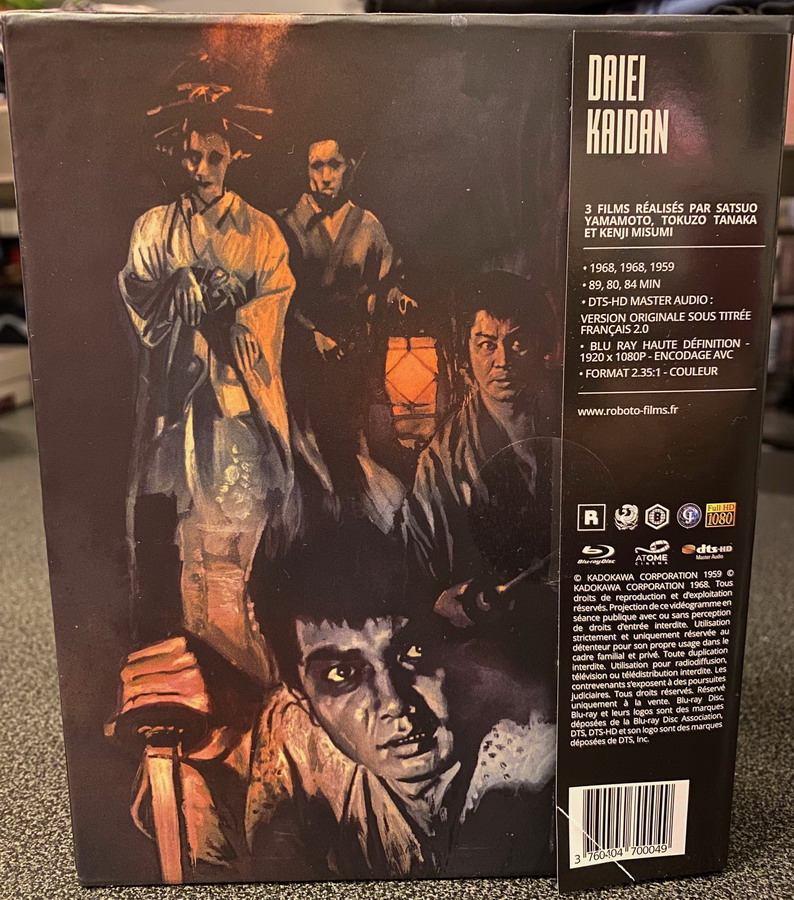 DAIEI
KAIDAN
3 FILMS RÉALISÉS PAR SATSUO
YAMAMOTO, TOKUZO TANAKA
ET KENJI MISUMI
• 1968, 1968, 1959
• 89, 80, 84 MIN
• DTS-HD MASTER AUDIO :
VERSION ORIGINALE SOUS TITRÉE
FRANÇAIS 2.0
• BLU RAY HAUTE DÉFINITION -
1920 x 1080P - ENCODAGE AVC
• FORMAT 2.35:1 - COULEUR
www.roboto-films.fr
R
B
Full HD
1080
Blu-ray Disc
ATOME
CINEMA
dts-HD
Master Audio
© KADOKAWA CORPORATION 1959 ©
KADOKAWA CORPORATION 1968. Tous
droits de reproduction et d'exploitation
réservés. Projection de ce vidéogramme en
séance publique avec ou sans perception
de droits d'entrée interdite. Utilisation
strictement et uniquement réservée au
détenteur pour son propre usage dans le
cadre familial et privé. Toute duplication
interdite. Utilisation pour radiodiffusion,
télévision ou télédistribution interdite. Les
contrevenants s'exposent à des poursuites
judiciaires. Tous droits réservés. Réservé
uniquement à la vente. Blu-ray Disc,
Blu-ray et leurs logos sont des marques
déposées de la Blu-ray Disc Association,
DTS, DTS-HD et son logo sont des marques
déposées de DTS, Inc.
3 760404 700049